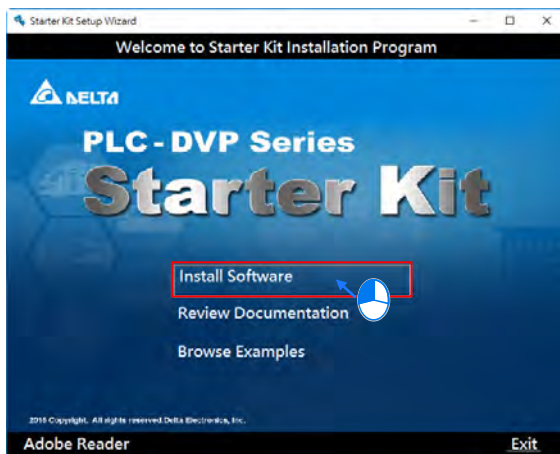 Starter Kit Setup Wizard
Welcome to Starter Kit Installation Program
DELTA
PLC-DVP Series
Starter Kit
Install Software
Review Documentation
Browse Examples
2015 Copyright, All rights reserved.Delta Electronics, Inc.
Adobe Reader
Exit